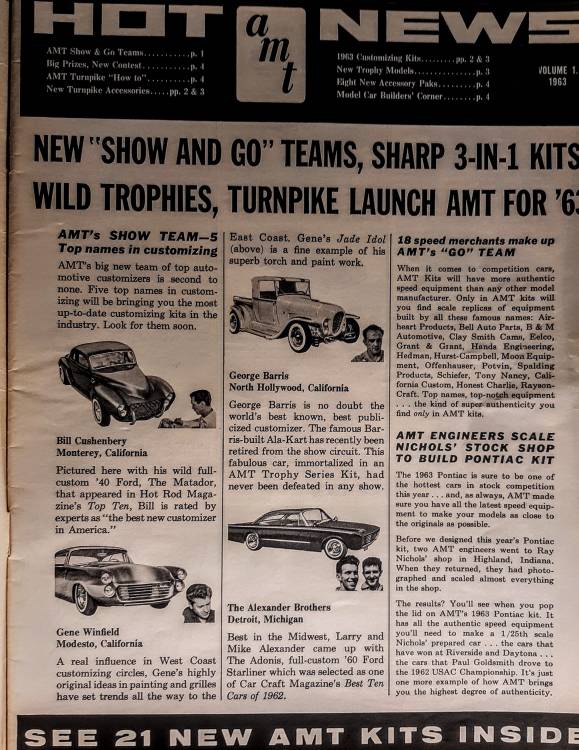 HOT amt NEWS
AMT Show & Go Teams..........p. 1
Big Prizes, New Contest..........p. 4
AMT Turnpike "How to"..........p. 4
New Turnpike Accessories.....pp. 2 & 3
1963 Customizing Kits.........pp. 2 & 3
New Trophy Models..............p. 3
Eight New Accessory Paks........p. 4
Model Car Builders' Corner........p. 4
VOLUME 1.
1963
NEW "SHOW AND GO" TEAMS, SHARP 3-IN-1 KITS
WILD TROPHIES, TURNPIKE LAUNCH AMT FOR '63
AMT's SHOW TEAM—5
Top names in customizing
AMT's big new team of top auto-
motive customizers is second to
none. Five top names in custom-
izing will be bringing you the most
up-to-date customizing kits in the
industry. Look for them soon.
Bill Cushenbery
Monterey, California
Pictured here with his wild full-
custom '40 Ford, The Matador,
that appeared in Hot Rod Maga-
zine's Top Ten, Bill is rated by
experts as "the best new customizer
in America."
Gene Winfield
Modesto, California
A real influence in West Coast
customizing circles, Gene's highly
original ideas in painting and grilles
have set trends all the way to the
East Coast. Gene's Jade Idol
(above) is a fine example of his
superb torch and paint work.
George Barris
North Hollywood, California
George Barris is no doubt the
world's best known, best publi-
cized customizer. The famous Bar-
ris-built Ala-Kart has recently been
retired from the show circuit. This
fabulous car, immortalized in an
AMT Trophy Series Kit, had
never been defeated in any show.
The Alexander Brothers
Detroit, Michigan
Best in the Midwest, Larry and
Mike Alexander came up with
The Adonis, full-custom '60 Ford
Starliner which was selected as one
of Car Craft Magazine's Best Ten
Cars of 1962.
18 speed merchants make up
AMT's "GO" TEAM
When it comes to competition cars,
AMT Kits will have more authentic
speed equipment than any other model
manufacturer. Only in AMT kits will
you find scale replicas of equipment
built by all these famous names: Air-
heart Products, Bell Auto Parts, B & M
Automotive, Clay Smith Cams, Eelco,
Grant & Grant, Hands Engineering,
Hedman, Hurst-Campbell, Moon Equip-
ment, Offenhauser, Potvin, Spalding
Products, Schiefer, Tony Nancy, Cali-
fornia Custom, Honest Charlie, Rayson-
Craft. Top names, top-notch equipment
. . . the kind of super authenticity you
find only in AMT kits.
AMT ENGINEERS SCALE
NICHOLS' STOCK SHOP
TO BUILD PONTIAC KIT
The 1963 Pontiac is sure to be one of
the hottest cars in stock competition
this year . . . and, as always, AMT made
sure you have all the latest speed equip-
ment to make your models as close to
the originals as possible.
Before we designed this year's Pontiac
kit, two AMT engineers went to Ray
Nichols' shop in Highland, Indiana.
When they returned, they had photo-
graphed and scaled almost everything
in the shop.
The results? You'll see when you pop
the lid on AMT's 1963 Pontiac kit. It
has all the authentic speed equipment
you'll need to make a 1/25th scale
Nichols' prepared car . . . the cars that
have won at Riverside and Daytona . . .
the cars that Paul Goldsmith drove to
the 1962 USAC Championship. It's just
one more example of how AMT brings
you the highest degree of authenticity.
SEE 21 NEW AMT KITS INSIDE